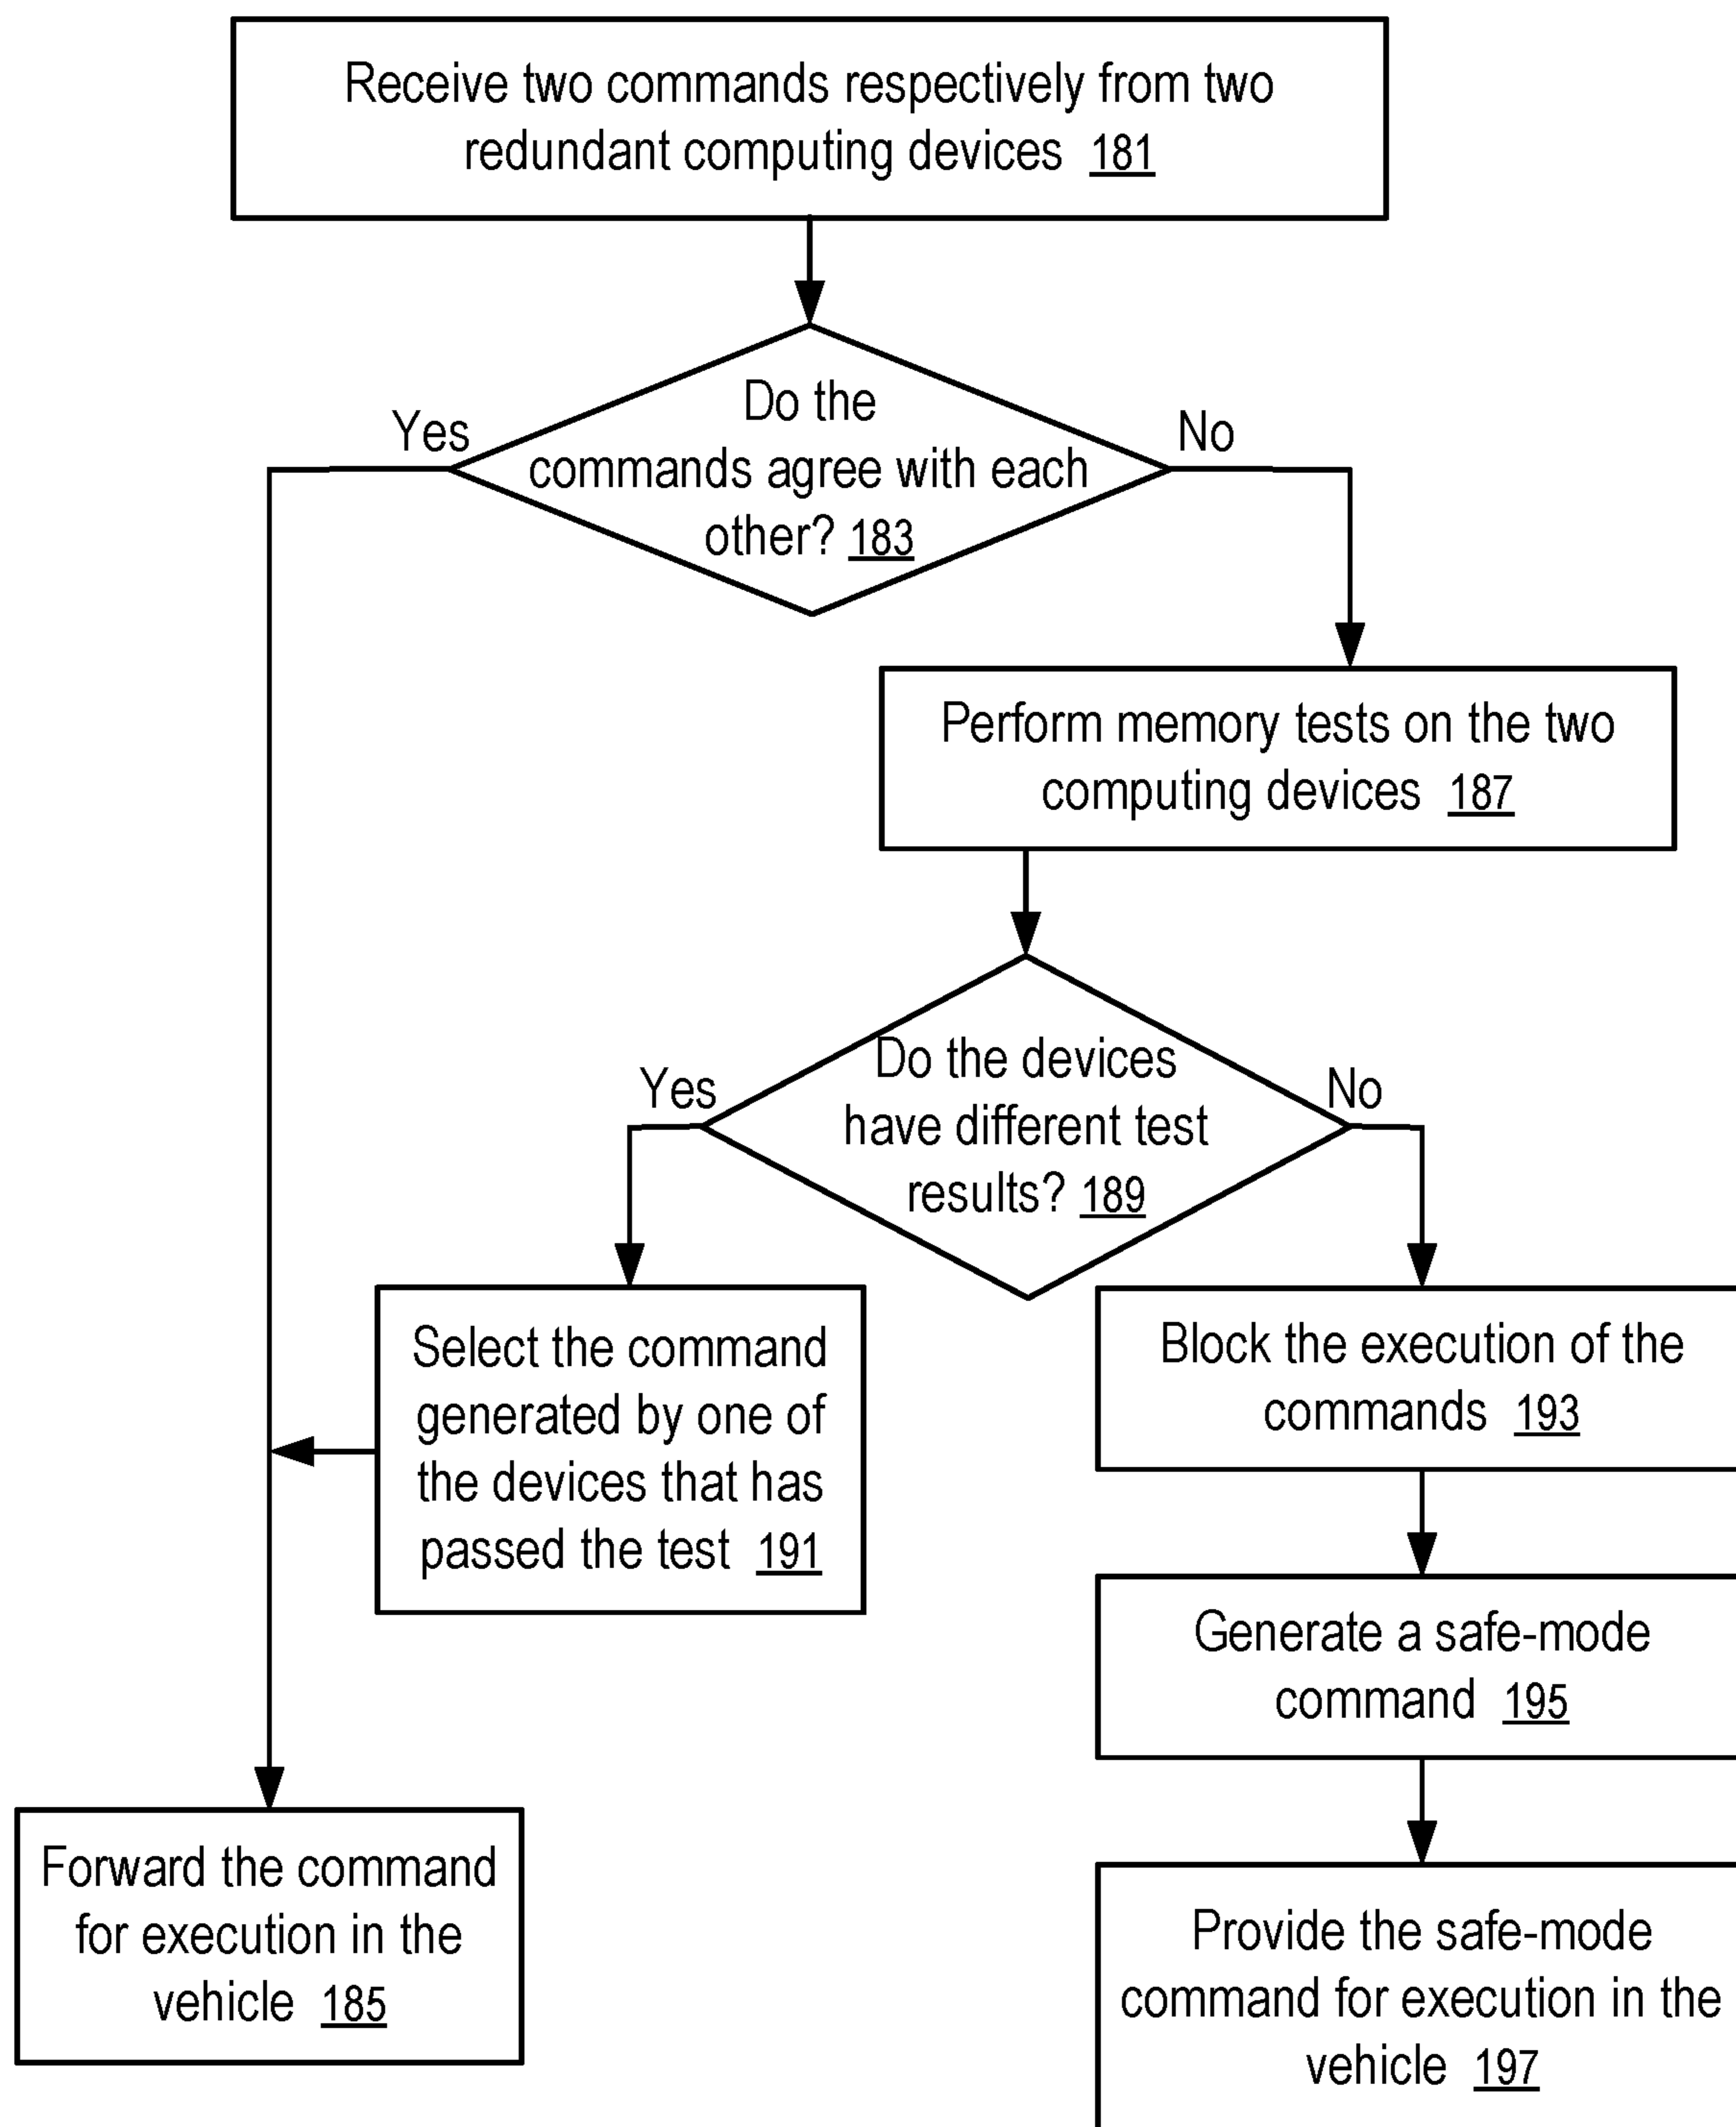 Receive two commands respectively from two
redundant computing devices 181
Do the
commands agree with each
other? 183
Yes
No
Perform memory tests on the two
computing devices 187
Do the devices
have different test
results? 189
Yes
No
Select the command
generated by one of
the devices that has
passed the test 191
Block the execution of the
commands 193
Generate a safe-mode
command 195
Forward the command
for execution in the
vehicle 185
Provide the safe-mode
command for execution in the
vehicle 197